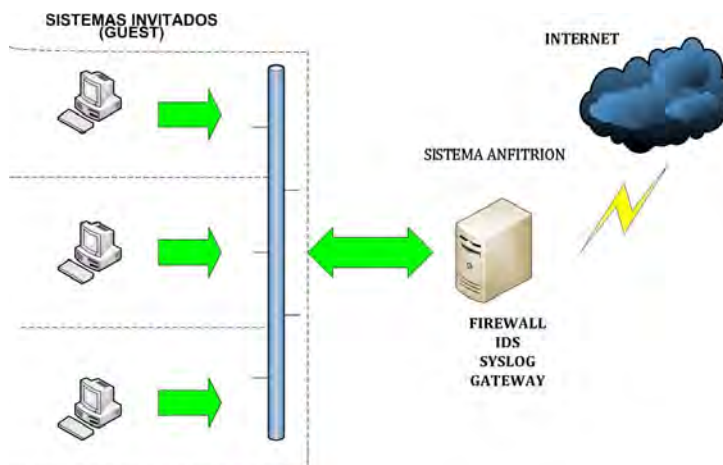 SISTEMAS INVITADOS
(GUEST)
INTERNET
SISTEMA ANFITRION
FIREWALL
IDS
SYSLOG
GATEWAY